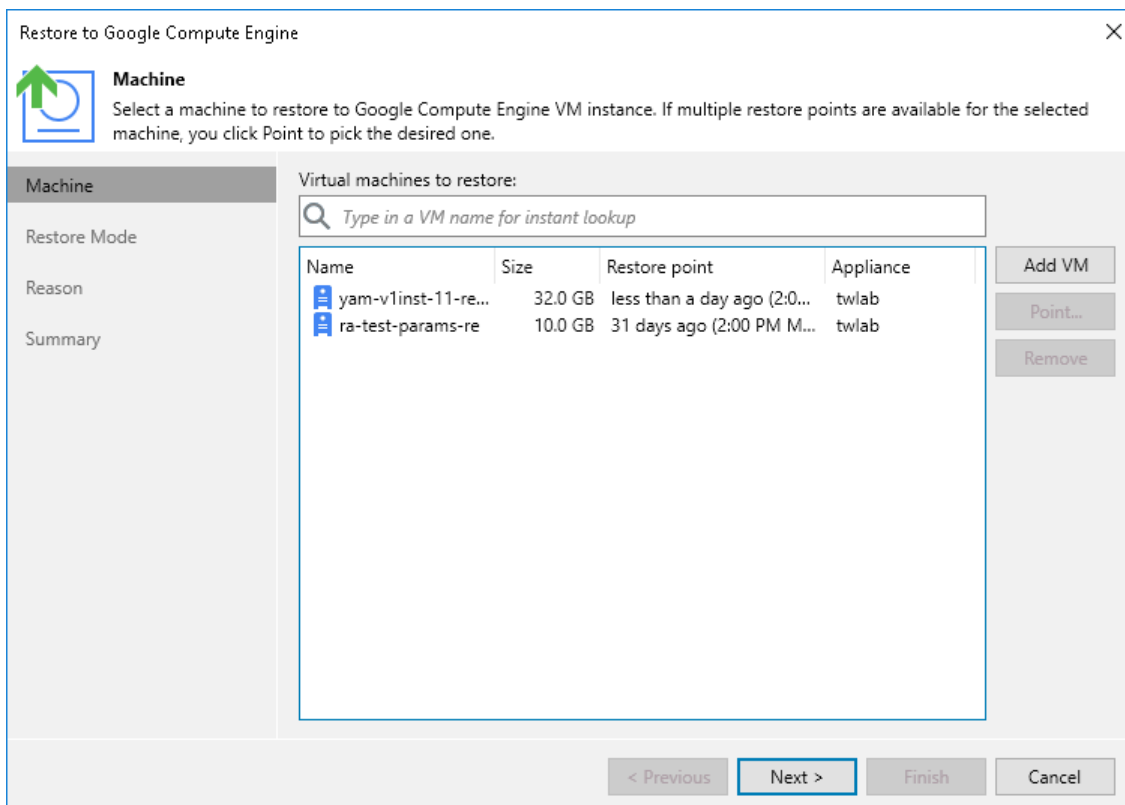 Restore to Google Compute Engine
Machine
Select a machine to restore to Google Compute Engine VM instance. If multiple restore points are available for the selected
machine, you click Point to pick the desired one.
Machine
Restore Mode
Reason
Summary
Virtual machines to restore:
Type in a VM name for instant lookup
Name Size Restore point Appliance
yam-v1inst-11-re... 32.0 GB less than a day ago (2:0... twlab
ra-test-params-re 10.0 GB 31 days ago (2:00 PM M... twlab
Add VM
Point...
Remove
< Previous Next > Finish Cancel